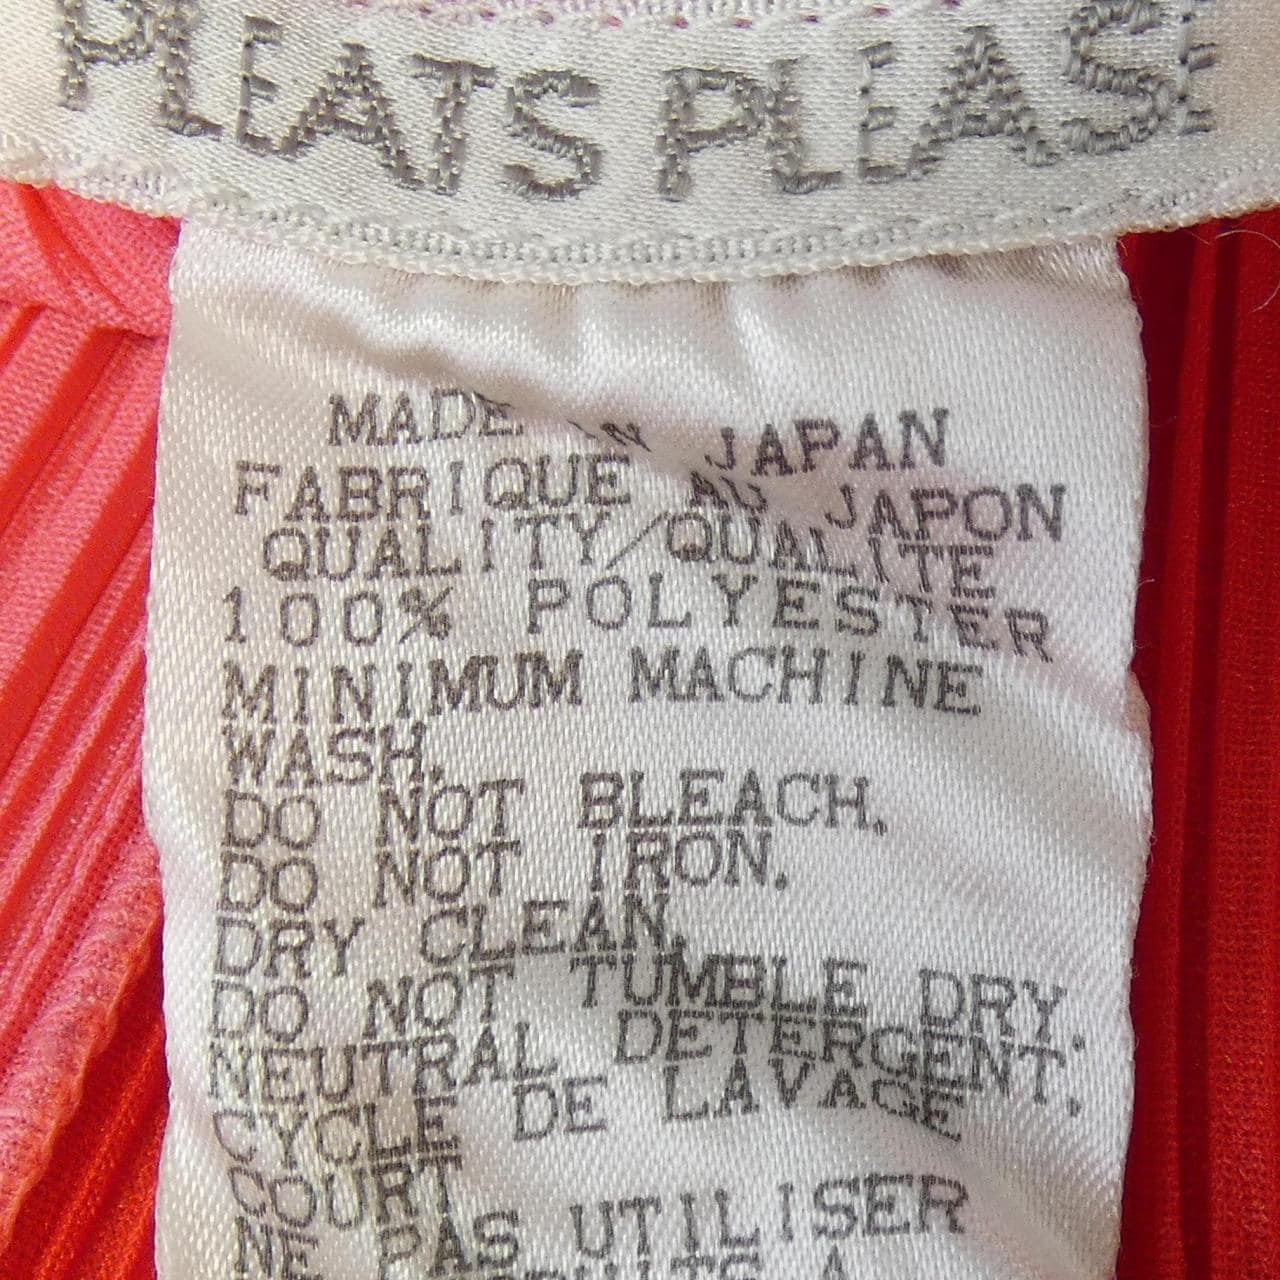 PLEATS PLEASE
MADE IN JAPAN
FABRIQUE AU JAPON
QUALITY/QUALITE
100% POLYESTER
MINIMUM MACHINE
WASH.
DO NOT BLEACH.
DO NOT IRON.
DRY CLEAN.
DO NOT TUMBLE DRY.
NEUTRAL DETERGENT.
CYCLE DE LAVAGE
COURT
NE PAS UTILISER